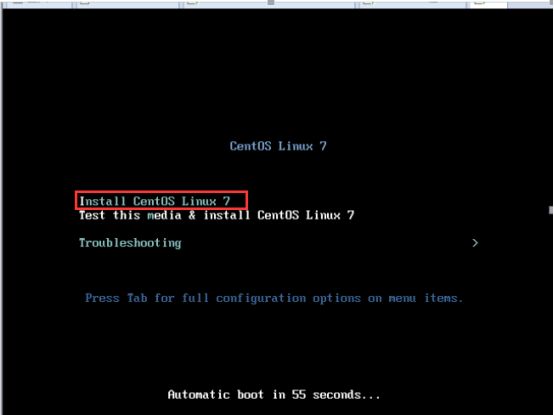 CentOS Linux 7
Install CentOS Linux 7
Test this media & install CentOS Linux 7
Troubleshooting >
Press Tab for full configuration options on menu items.
Automatic boot in 55 seconds...